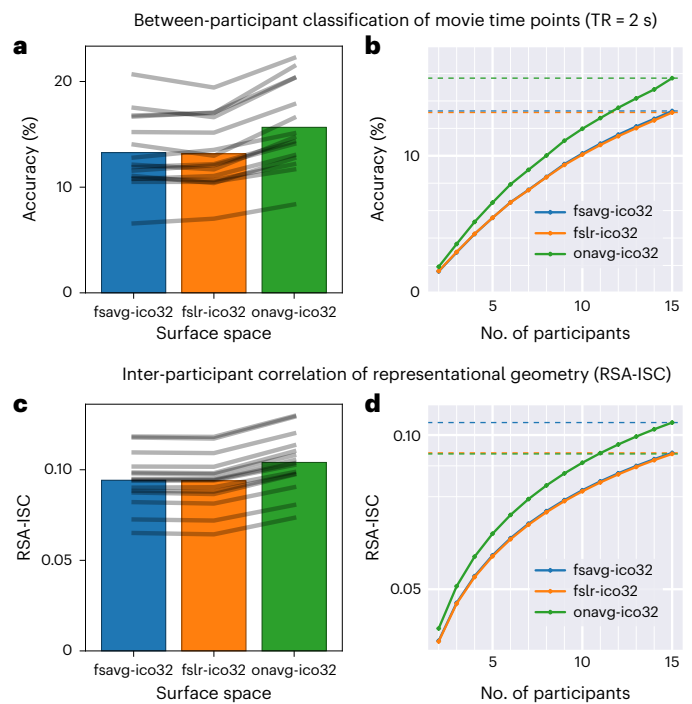 Between-participant classification of movie time points (TR = 2 s)
a
b
Accuracy (%)
20
10
0
fsavg-ico32 fslr-ico32 onavg-ico32
Surface space
Accuracy (%)
10
0
fsavg-ico32
fslr-ico32
onavg-ico32
5 10 15
No. of participants
Inter-participant correlation of representational geometry (RSA-ISC)
c
d
RSA-ISC
0.10
0.05
0
fsavg-ico32 fslr-ico32 onavg-ico32
Surface space
RSA-ISC
0.10
0.05
fsavg-ico32
fslr-ico32
onavg-ico32
5 10 15
No. of participants